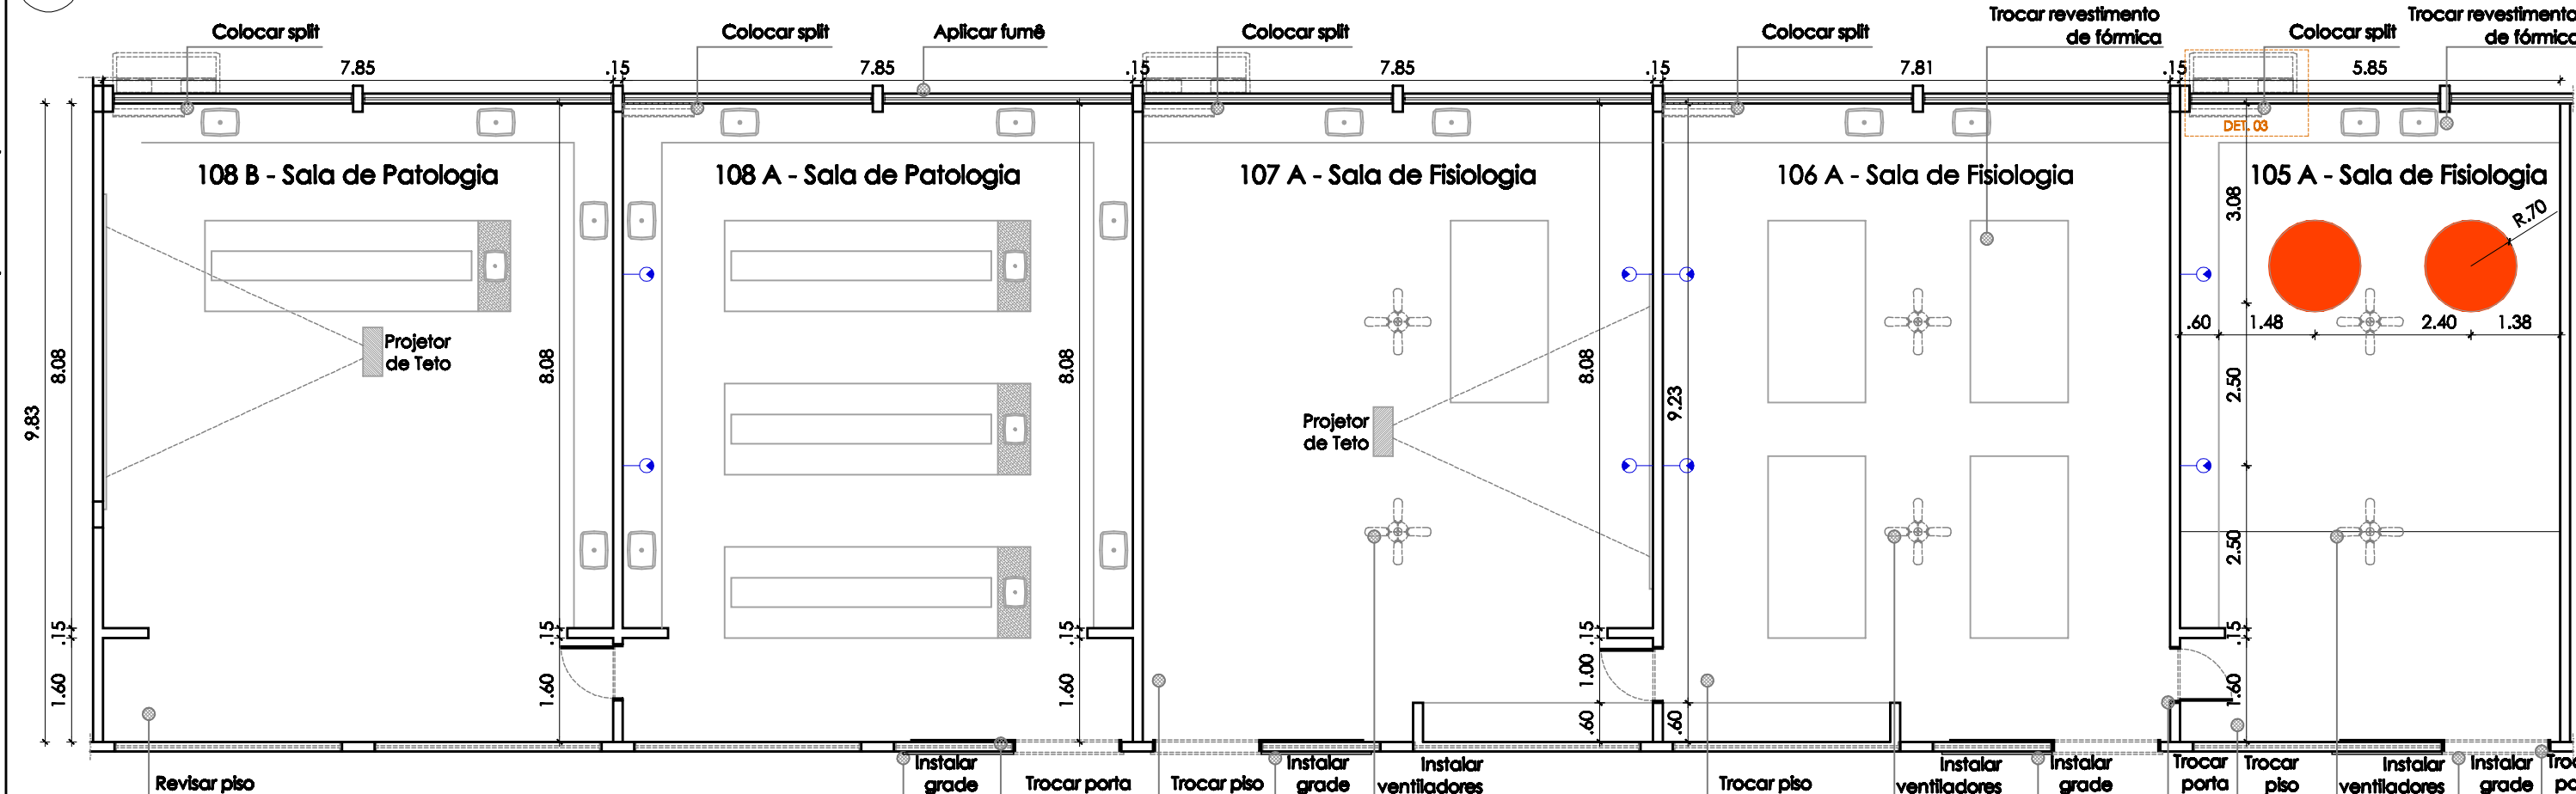 Trocar revestimento
de fórmica
Trocar revestimento
de fórmica
Colocar split
Colocar split
Aplicar fumê
Colocar split
Colocar split
Colocar split
7.85
.15
7.85
.15
7.85
.15
7.81
.15
5.85
DET. 03
108 B - Sala de Patologia
108 A - Sala de Patologia
107 A - Sala de Fisiologia
106 A - Sala de Fisiologia
105 A - Sala de Fisiologia
3.08
R.70
.60
1.48
2.40
1.38
Projetor
de Teto
Projetor
de Teto
8.08
8.08
8.08
8.08
9.83
9.23
2.50
2.50
.15
.15
.15
.15
.15
1.60
1.60
1.60
1.00
.60
.60
1.60
Revisar piso
Instalar
grade
Trocar porta
Trocar piso
Instalar
grade
Instalar
ventiladores
Trocar piso
Instalar
ventiladores
Instalar
grade
Trocar
porta
Trocar
piso
Instalar
ventiladores
Instalar
grade